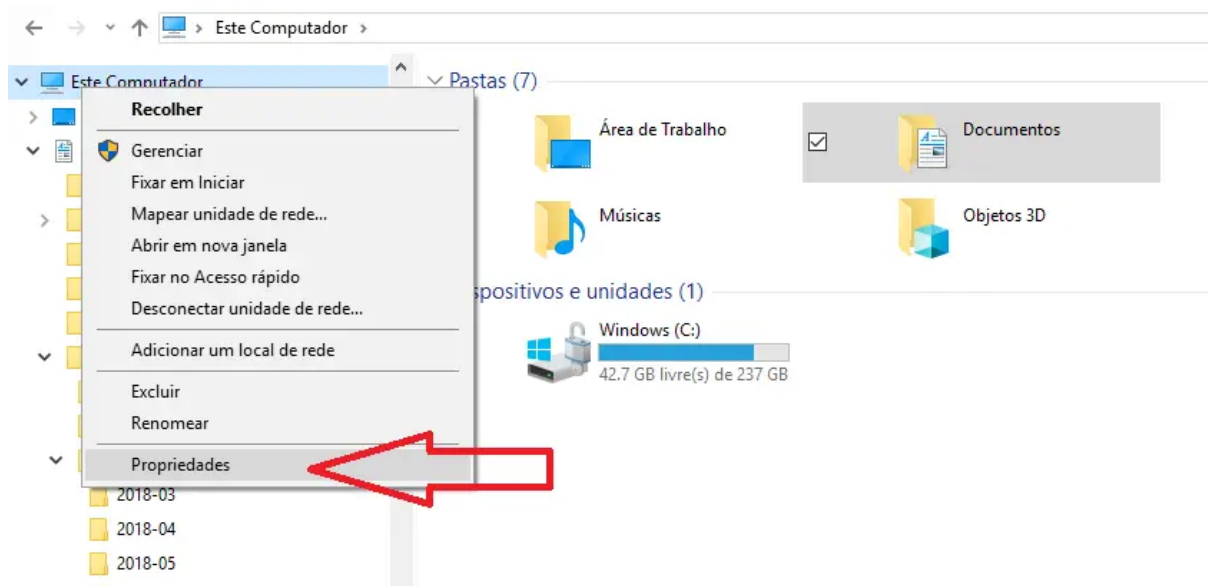 Este Computador
Este Computador
Recolher
Gerenciar
Fixar em Iniciar
Mapear unidade de rede...
Abrir em nova janela
Fixar no Acesso rápido
Desconectar unidade de rede...
Adicionar um local de rede
Excluir
Renomear
Propriedades
2018-03
2018-04
2018-05
Pastas (7)
Área de Trabalho
Documentos
Músicas
Objetos 3D
spositivos e unidades (1)
Windows (C:)
42.7 GB livre(s) de 237 GB